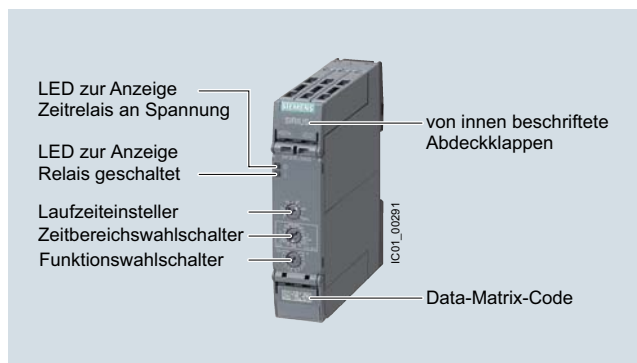 LED zur Anzeige
Zeitrelais an Spannung
LED zur Anzeige
Relais geschaltet
Laufzeiteinsteller
Zeitbereichswahlschalter
Funktionswahlschalter
SIEMENS
SIRIUS
von innen beschriftete
Abdeckklappen
IC01_00291
Data-Matrix-Code